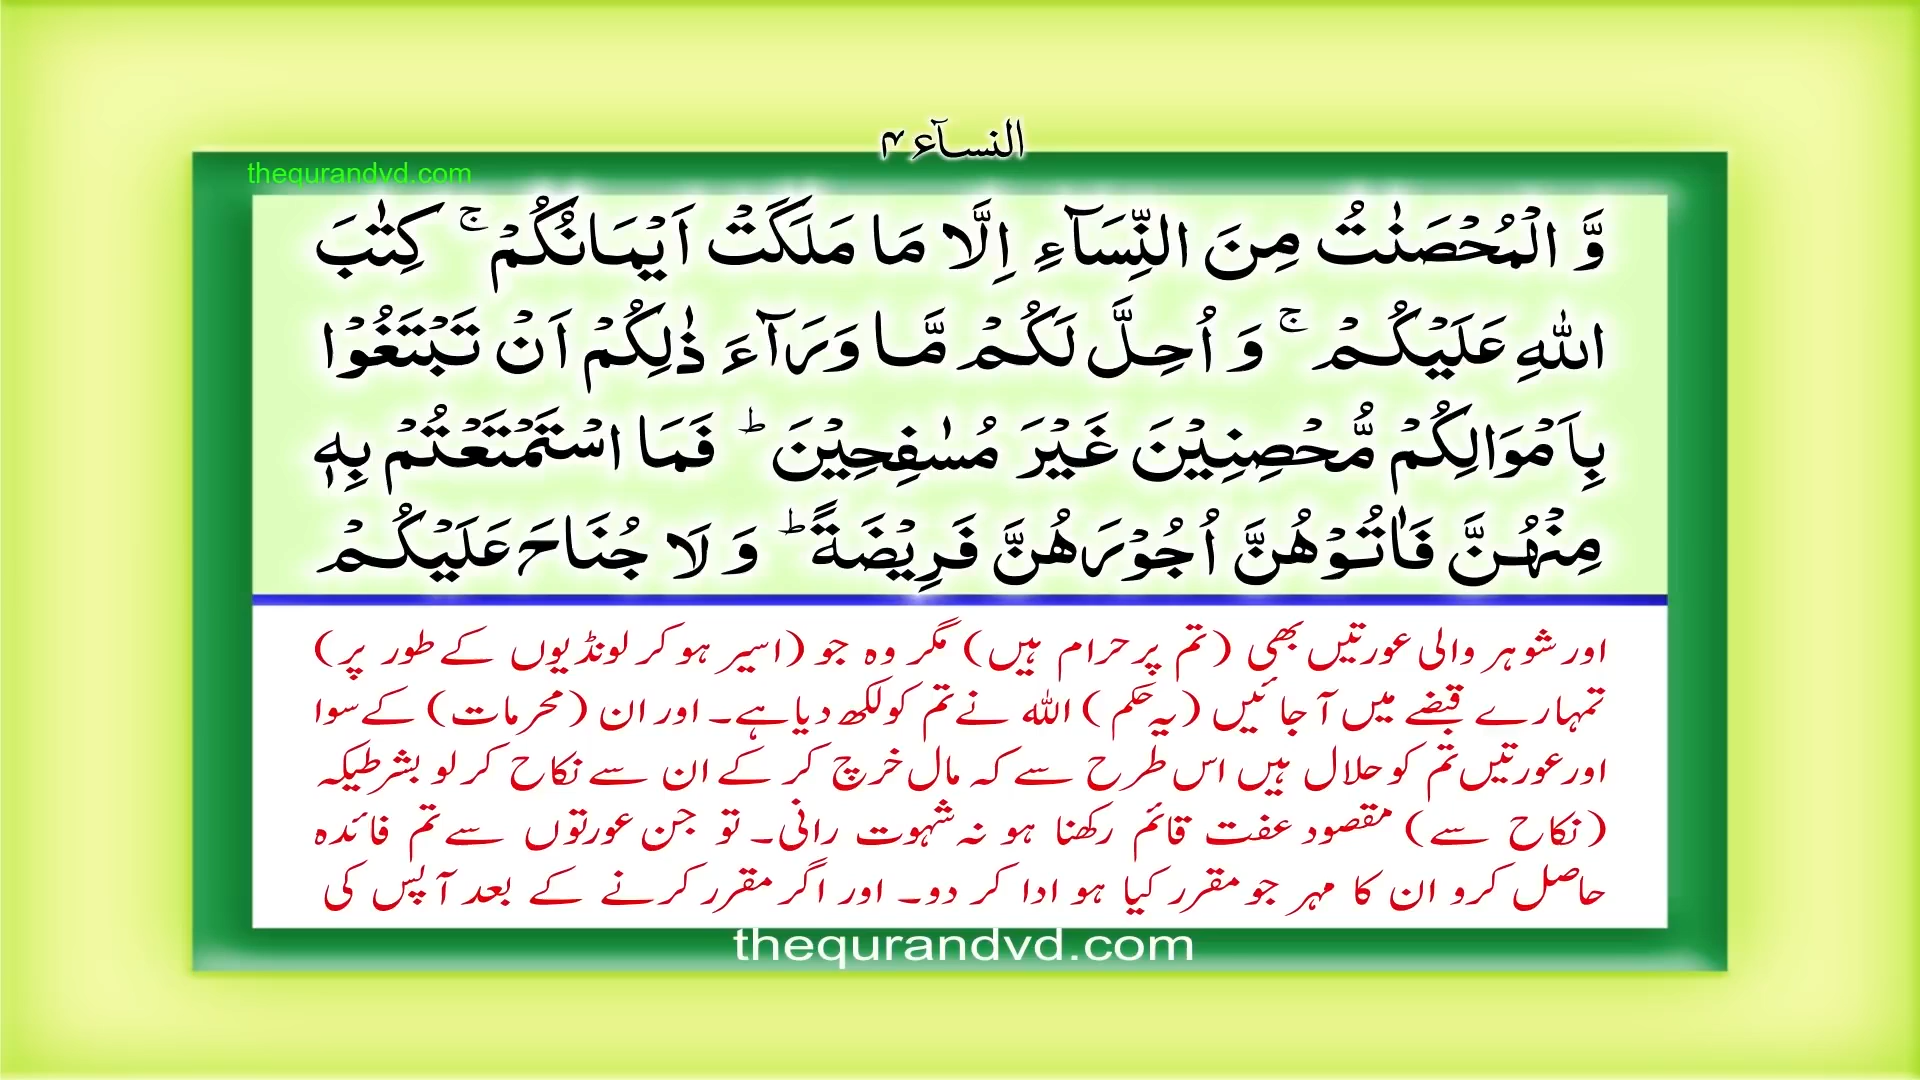 النسآء ۴
thequrandvd.com
وَّ الْمُحْصَنٰتُ مِنَ النِّسَآءِ اِلَّا مَا مَلَكَتْ اَيْمَانُكُمْ ۚ كِتٰبَ
اللّٰهِ عَلَيْكُمْ ۚ وَ اُحِلَّ لَكُمْ مَّا وَرَآءَ ذٰلِكُمْ اَنْ تَبْتَغُوْا
بِاَمْوَالِكُمْ مُّحْصِنِيْنَ غَيْرَ مُسٰفِحِيْنَ ؕ فَمَا اسْتَمْتَعْتُمْ بِهٖ
مِنْهُنَّ فَاٰتُوْهُنَّ اُجُوْرَهُنَّ فَرِيْضَةً ؕ وَ لَا جُنَاحَ عَلَيْكُمْ
اور شوہر والی عورتیں بھی (تم پر حرام ہیں) مگر وہ جو (اسیر ہو کر لونڈیوں کے طور پر)
تمہارے قبضے میں آ جائیں (یہ حکم) اللہ نے تم کو لکھ دیا ہے۔ اور ان (محرمات) کے سوا
اور عورتیں تم کو حلال ہیں اس طرح سے کہ مال خرچ کر کے ان سے نکاح کر لو بشرطیکہ
(نکاح سے) مقصود عفت قائم رکھنا ہو نہ شہوت رانی۔ تو جن عورتوں سے تم فائدہ
حاصل کرو ان کا مہر جو مقرر کیا ہو ادا کر دو۔ اور اگر مقرر کرنے کے بعد آپس کی
thequrandvd.com